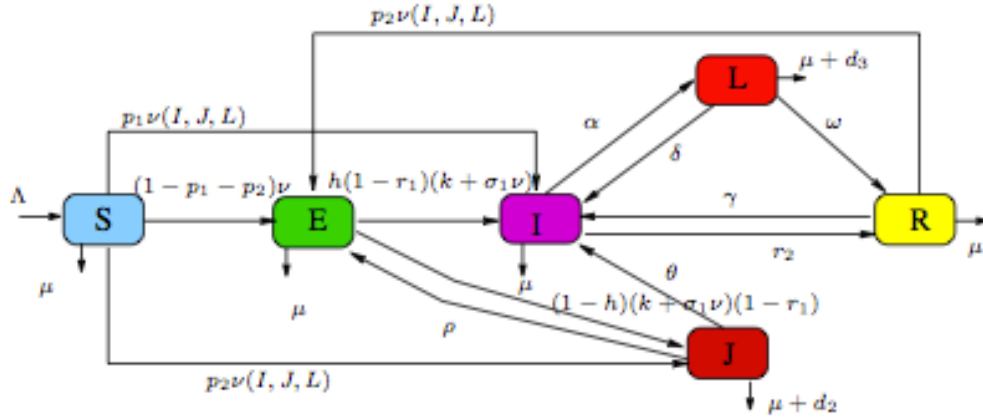 p₂ν(I, J, L)
L
μ + d₃
p₁ν(I, J, L)
α
δ
ω
Λ
(1 − p₁ − p₂)ν
h(1 − r₁)(k + σ₁ν)
S
E
I
γ
R
r₂
μ
μ
μ
μ
θ
(1 − h)(k + σ₁ν)(1 − r₁)
ρ
J
p₂ν(I, J, L)
μ + d₂